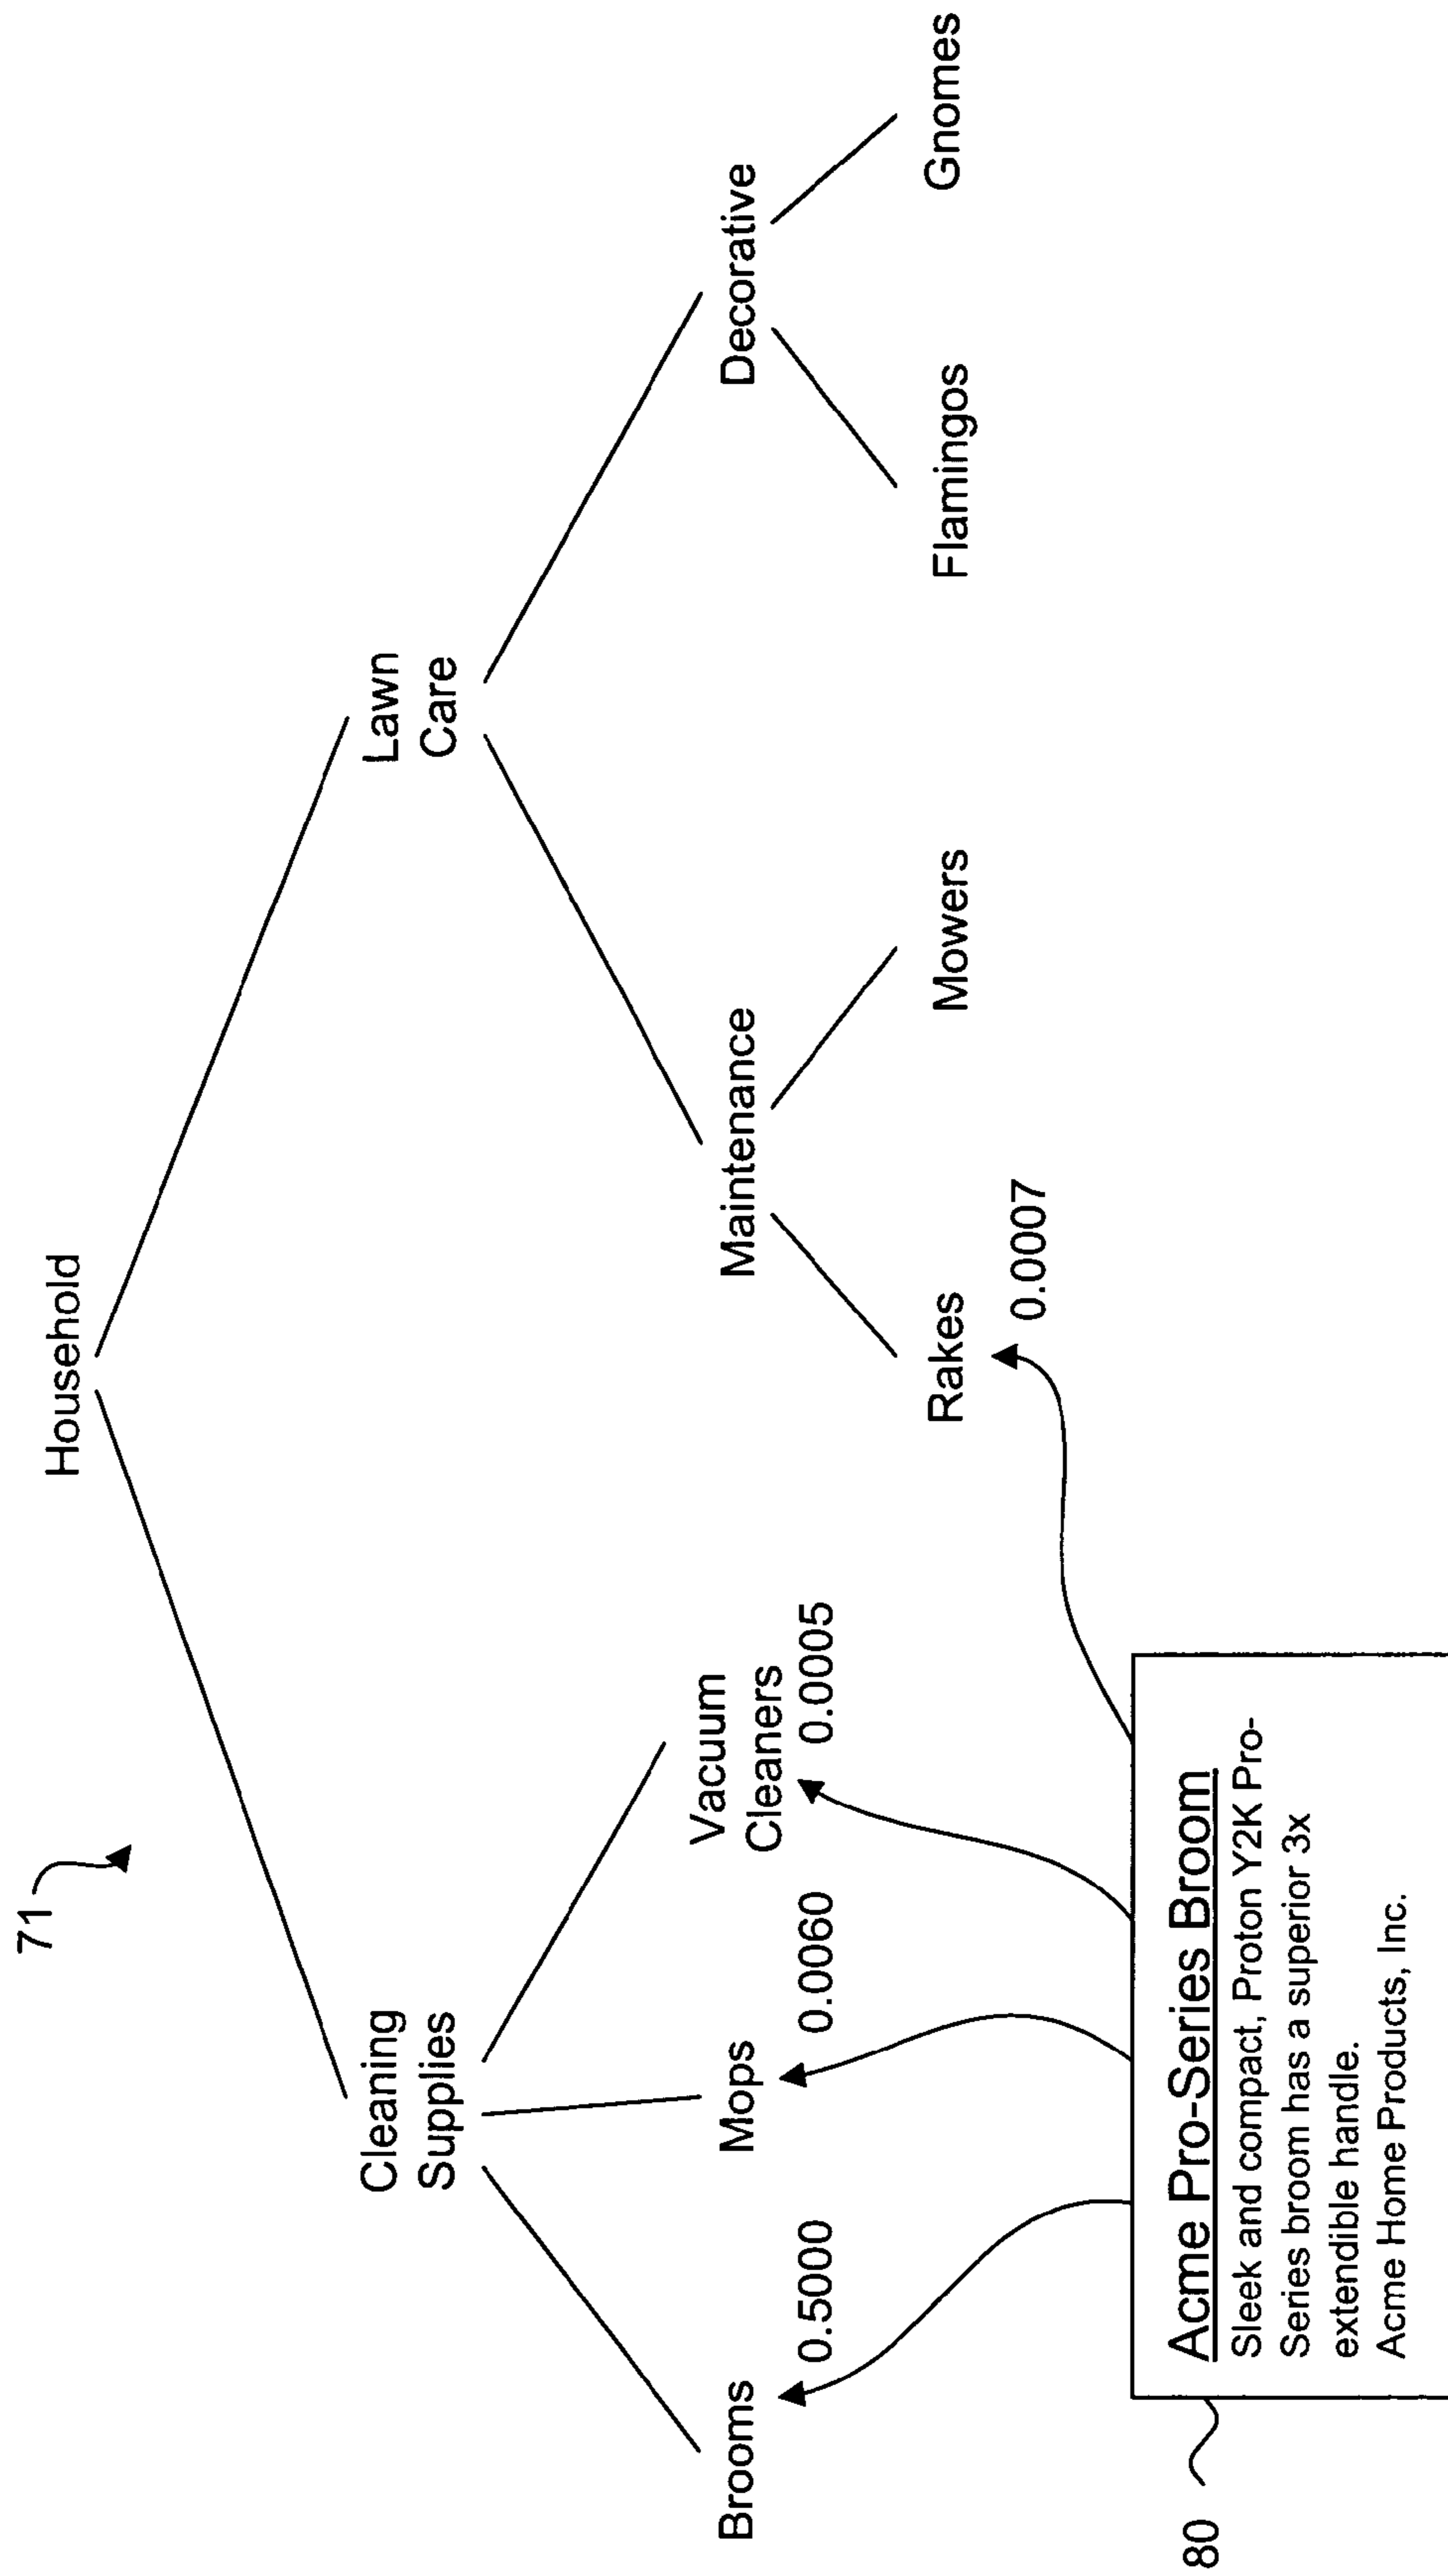 71
Household
Cleaning
Supplies
Lawn
Care
Brooms
Mops
Vacuum
Cleaners
Maintenance
Decorative
0.5000
0.0060
0.0005
Rakes
Mowers
Flamingos
Gnomes
0.0007
80
Acme Pro-Series Broom
Sleek and compact, Proton Y2K Pro-
Series broom has a superior 3x
extendible handle.
Acme Home Products, Inc.